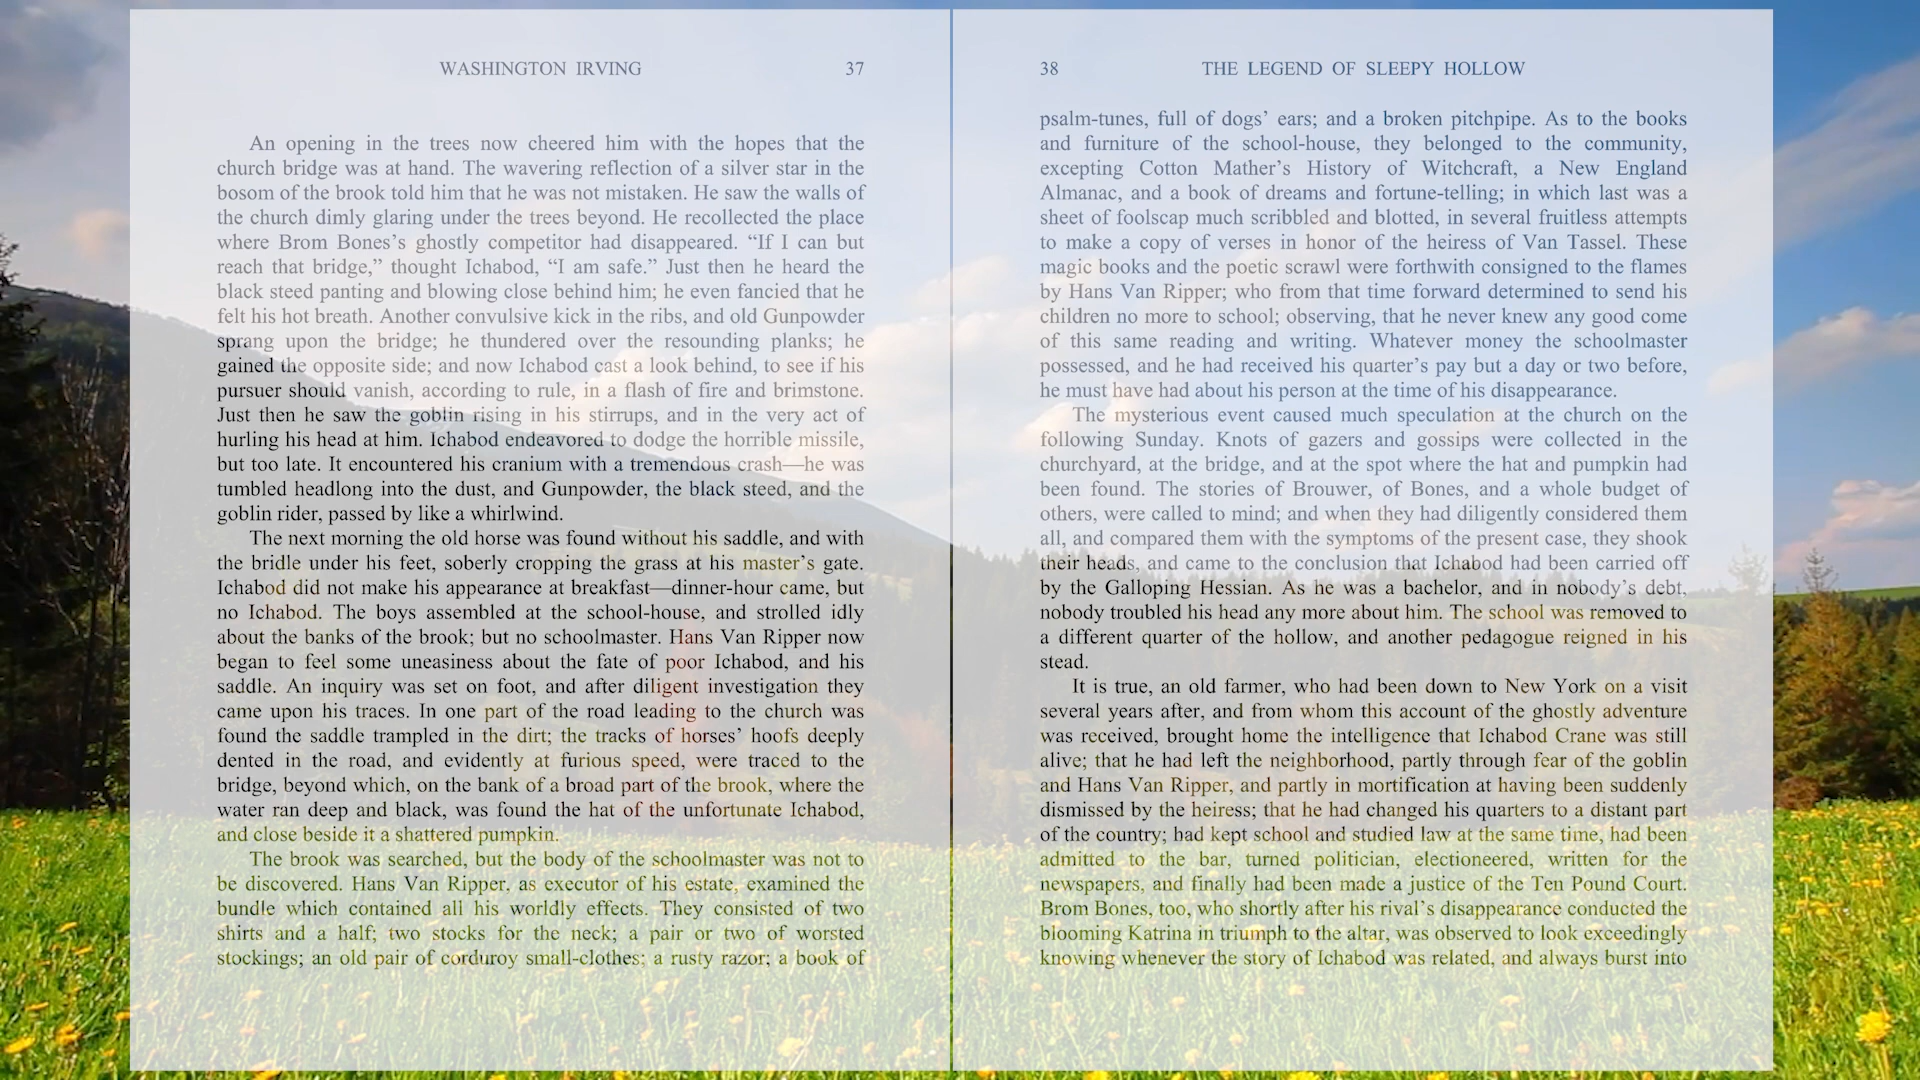 WASHINGTON IRVING 37
An opening in the trees now cheered him with the hopes that the
church bridge was at hand. The wavering reflection of a silver star in the
bosom of the brook told him that he was not mistaken. He saw the walls of
the church dimly glaring under the trees beyond. He recollected the place
where Brom Bones’s ghostly competitor had disappeared. “If I can but
reach that bridge,” thought Ichabod, “I am safe.” Just then he heard the
black steed panting and blowing close behind him; he even fancied that he
felt his hot breath. Another convulsive kick in the ribs, and old Gunpowder
sprang upon the bridge; he thundered over the resounding planks; he
gained the opposite side; and now Ichabod cast a look behind, to see if his
pursuer should vanish, according to rule, in a flash of fire and brimstone.
Just then he saw the goblin rising in his stirrups, and in the very act of
hurling his head at him. Ichabod endeavored to dodge the horrible missile,
but too late. It encountered his cranium with a tremendous crash—he was
tumbled headlong into the dust, and Gunpowder, the black steed, and the
goblin rider, passed by like a whirlwind.
The next morning the old horse was found without his saddle, and with
the bridle under his feet, soberly cropping the grass at his master’s gate.
Ichabod did not make his appearance at breakfast—dinner-hour came, but
no Ichabod. The boys assembled at the school-house, and strolled idly
about the banks of the brook; but no schoolmaster. Hans Van Ripper now
began to feel some uneasiness about the fate of poor Ichabod, and his
saddle. An inquiry was set on foot, and after diligent investigation they
came upon his traces. In one part of the road leading to the church was
found the saddle trampled in the dirt; the tracks of horses’ hoofs deeply
dented in the road, and evidently at furious speed, were traced to the
bridge, beyond which, on the bank of a broad part of the brook, where the
water ran deep and black, was found the hat of the unfortunate Ichabod,
and close beside it a shattered pumpkin.
The brook was searched, but the body of the schoolmaster was not to
be discovered. Hans Van Ripper. as executor of his estate, examined the
bundle which contained all his worldly effects. They consisted of two
shirts and a half; two stocks for the neck; a pair or two of worsted
stockings; an old pair of corduroy small-clothes; a rusty razor; a book of
38 THE LEGEND OF SLEEPY HOLLOW
psalm-tunes, full of dogs’ ears; and a broken pitchpipe. As to the books
and furniture of the school-house, they belonged to the community,
excepting Cotton Mather’s History of Witchcraft, a New England
Almanac, and a book of dreams and fortune-telling; in which last was a
sheet of foolscap much scribbled and blotted, in several fruitless attempts
to make a copy of verses in honor of the heiress of Van Tassel. These
magic books and the poetic scrawl were forthwith consigned to the flames
by Hans Van Ripper; who from that time forward determined to send his
children no more to school; observing, that he never knew any good come
of this same reading and writing. Whatever money the schoolmaster
possessed, and he had received his quarter’s pay but a day or two before,
he must have had about his person at the time of his disappearance.
The mysterious event caused much speculation at the church on the
following Sunday. Knots of gazers and gossips were collected in the
churchyard, at the bridge, and at the spot where the hat and pumpkin had
been found. The stories of Brouwer, of Bones, and a whole budget of
others, were called to mind; and when they had diligently considered them
all, and compared them with the symptoms of the present case, they shook
their heads, and came to the conclusion that Ichabod had been carried off
by the Galloping Hessian. As he was a bachelor, and in nobody’s debt,
nobody troubled his head any more about him. The school was removed to
a different quarter of the hollow, and another pedagogue reigned in his
stead.
It is true, an old farmer, who had been down to New York on a visit
several years after, and from whom this account of the ghostly adventure
was received, brought home the intelligence that Ichabod Crane was still
alive; that he had left the neighborhood, partly through fear of the goblin
and Hans Van Ripper, and partly in mortification at having been suddenly
dismissed by the heiress; that he had changed his quarters to a distant part
of the country; had kept school and studied law at the same time, had been
admitted to the bar, turned politician, electioneered, written for the
newspapers, and finally had been made a justice of the Ten Pound Court.
Brom Bones, too, who shortly after his rival’s disappearance conducted the
blooming Katrina in triumph to the altar, was observed to look exceedingly
knowing whenever the story of Ichabod was related, and always burst into